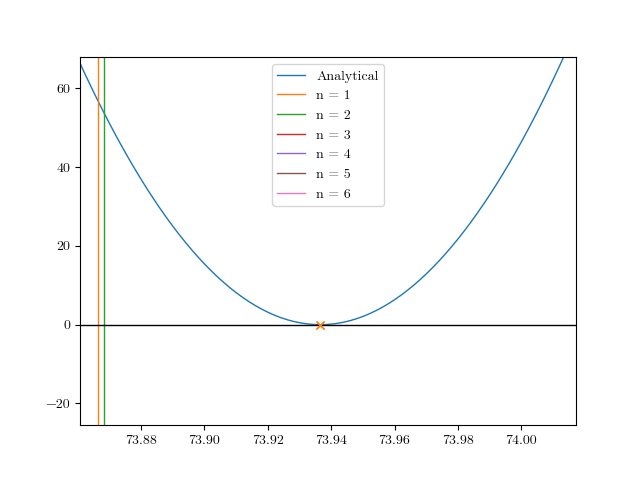 Analytical
n = 1
n = 2
n = 3
n = 4
n = 5
n = 6
60
40
20
0
−20
73.88 73.90 73.92 73.94 73.96 73.98 74.00